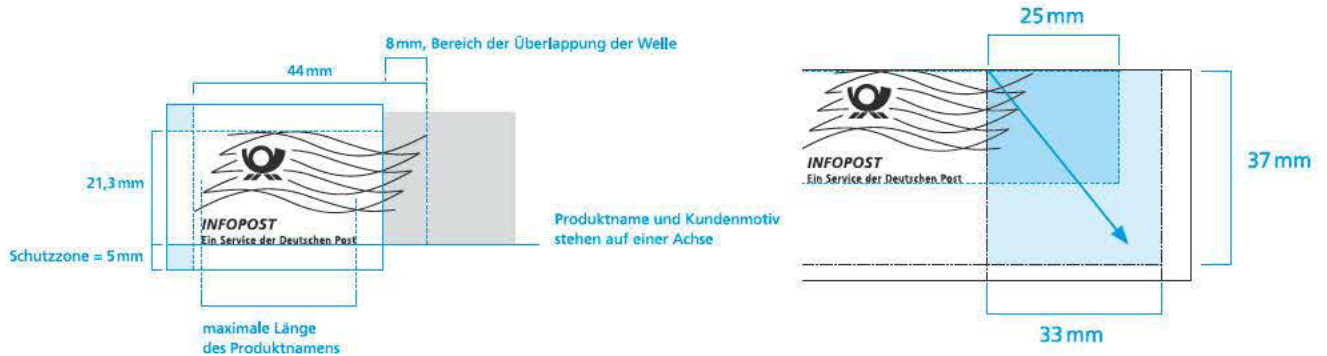 8 mm, Bereich der Überlappung der Welle
44 mm
21,3 mm
INFOPOST
Ein Service der Deutschen Post
Schutzzone = 5 mm
Produktname und Kundenmotiv
stehen auf einer Achse
maximale Länge
des Produktnamens
25 mm
INFOPOST
Ein Service der Deutschen Post
37 mm
33 mm